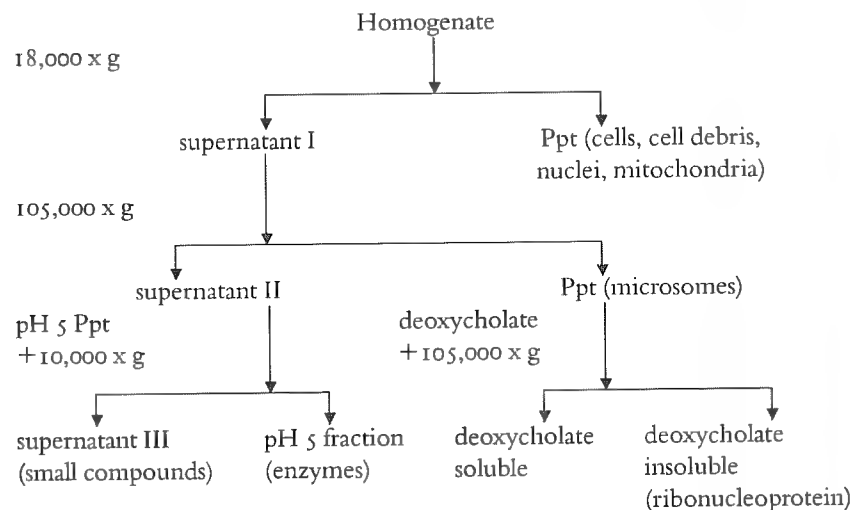 Homogenate
18,000 x g
supernatant I
Ppt (cells, cell debris,
nuclei, mitochondria)
105,000 x g
supernatant II
Ppt (microsomes)
pH 5 Ppt
+10,000 x g
deoxycholate
+105,000 x g
supernatant III
(small compounds)
pH 5 fraction
(enzymes)
deoxycholate
soluble
deoxycholate
insoluble
(ribonucleoprotein)